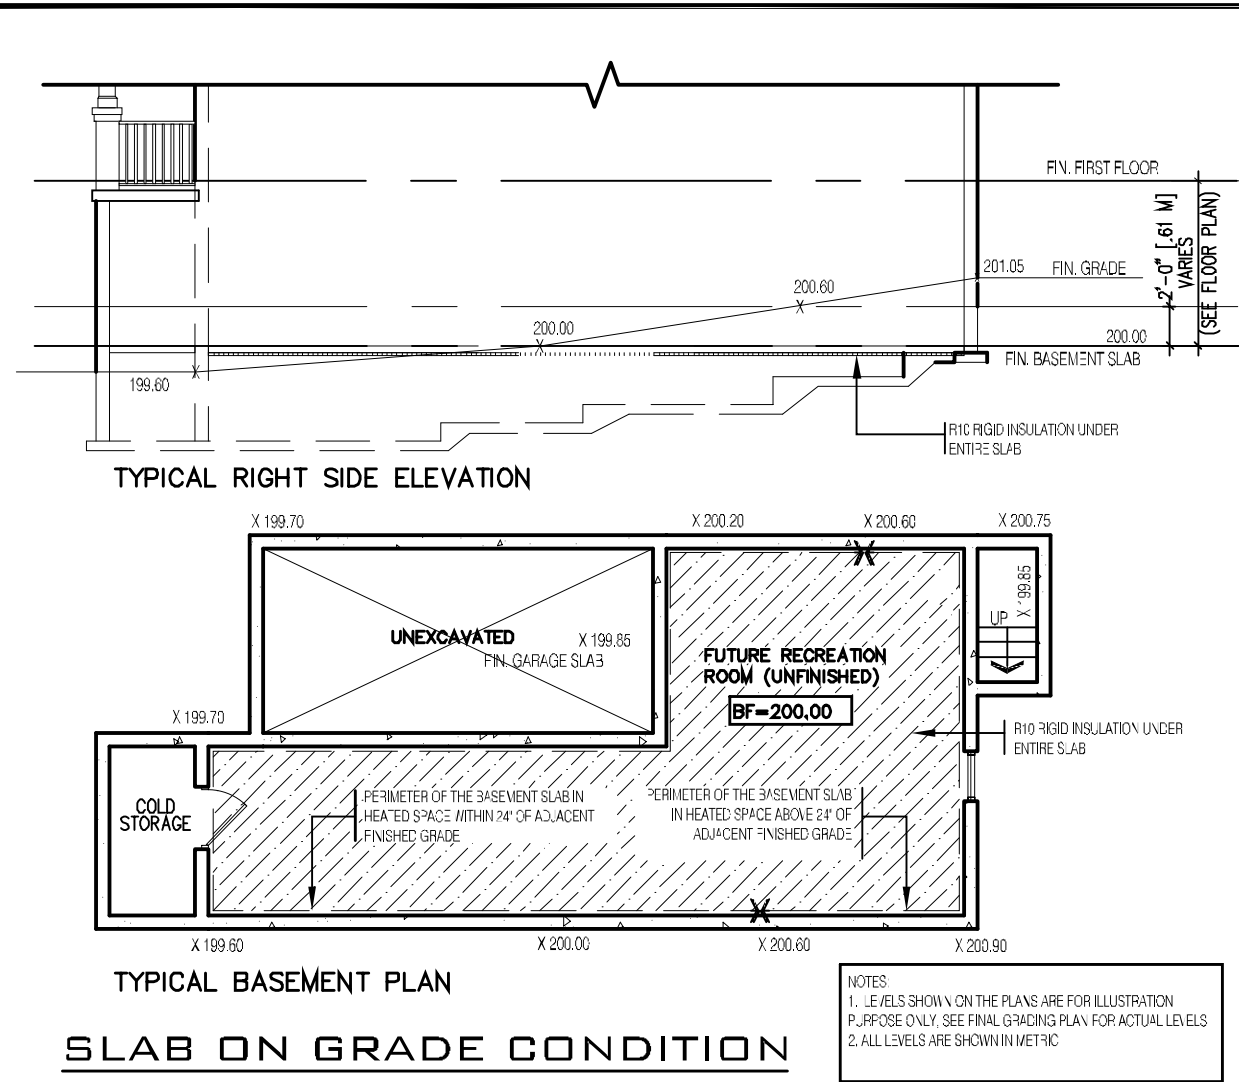 FIN. FIRST FLOOR
2'-0" [.61 M]
VARIES
(SEE FLOOR PLAN)
201.05
FIN. GRADE
200.60
200.00
200.00
FIN. BASEMENT SLAB
199.60
R10 RIGID INSULATION UNDER
ENTIRE SLAB
TYPICAL RIGHT SIDE ELEVATION
X 199.70
X 200.20
X 200.60
X 200.75
X 199.85
UP
UNEXCAVATED
X 199.85
FIN. GARAGE SLAB
FUTURE RECREATION
ROOM (UNFINISHED)
BF=200.00
X 199.70
R10 RIGID INSULATION UNDER
ENTIRE SLAB
COLD
STORAGE
PERIMETER OF THE BASEMENT SLAB IN
HEATED SPACE WITHIN 24" OF ADJACENT
FINISHED GRADE
PERIMETER OF THE BASEMENT SLAB
IN HEATED SPACE ABOVE 24" OF
ADJACENT FINISHED GRADE
X 199.60
X 200.00
X 200.60
X 200.90
TYPICAL BASEMENT PLAN
NOTES:
1. LEVELS SHOWN ON THE PLANS ARE FOR ILLUSTRATION
PURPOSE ONLY, SEE FINAL GRADING PLAN FOR ACTUAL LEVELS
2. ALL LEVELS ARE SHOWN IN METRIC
SLAB ON GRADE CONDITION